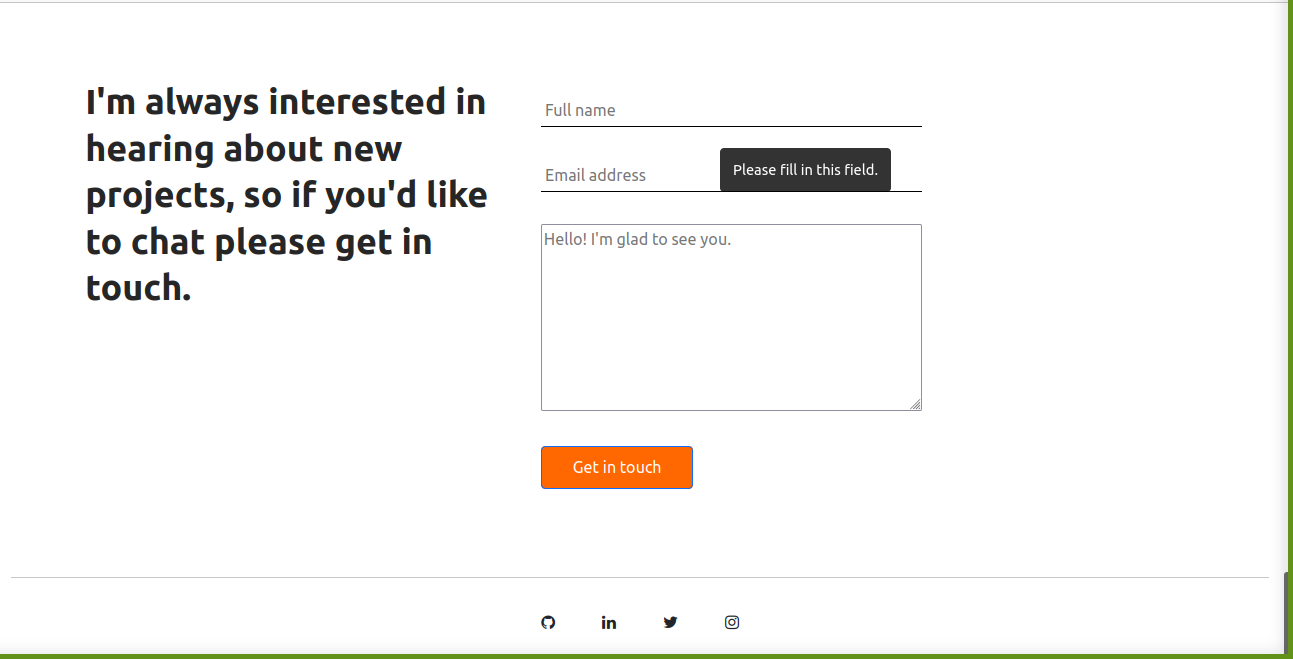 I'm always interested in
hearing about new
projects, so if you'd like
to chat please get in
touch.
Full name
Email address
Please fill in this field.
Hello! I'm glad to see you.
Get in touch